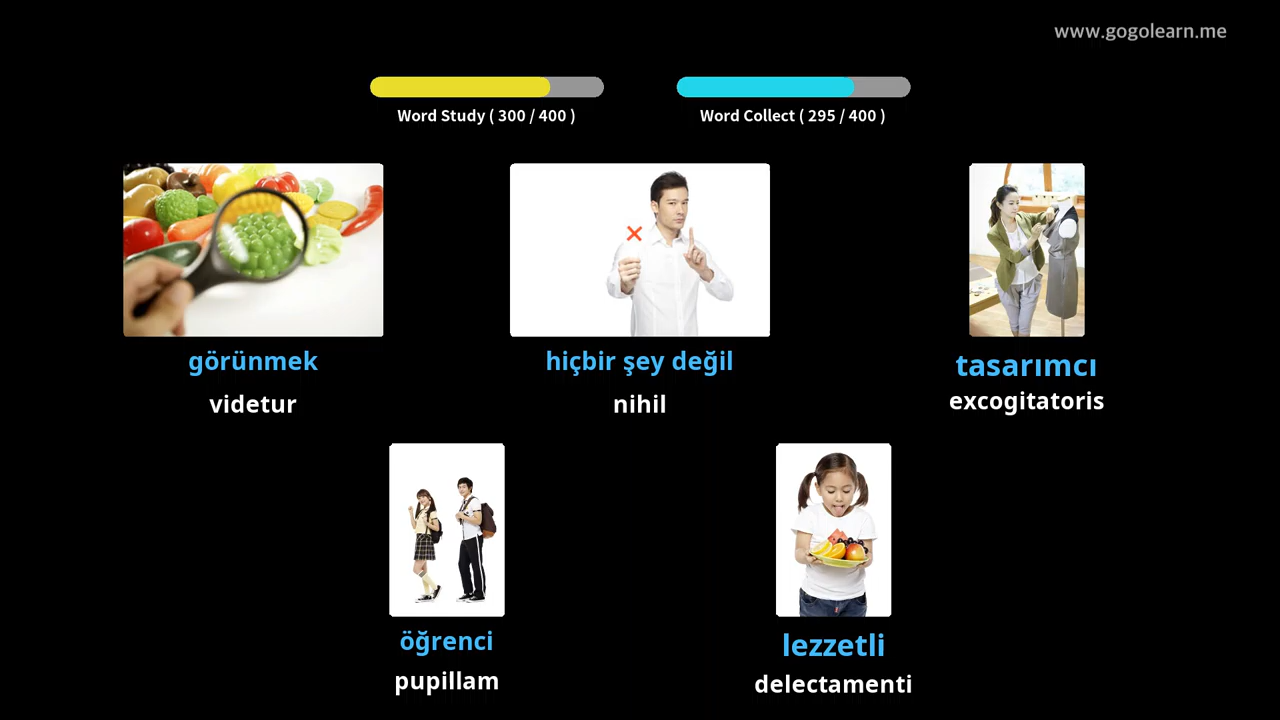 www.gogolearn.me
Word Study ( 300 / 400 )
Word Collect ( 295 / 400 )
görünmek
hiçbir şey değil
tasarımcı
videtur
nihil
excogitatoris
öğrenci
lezzetli
pupillam
delectamenti